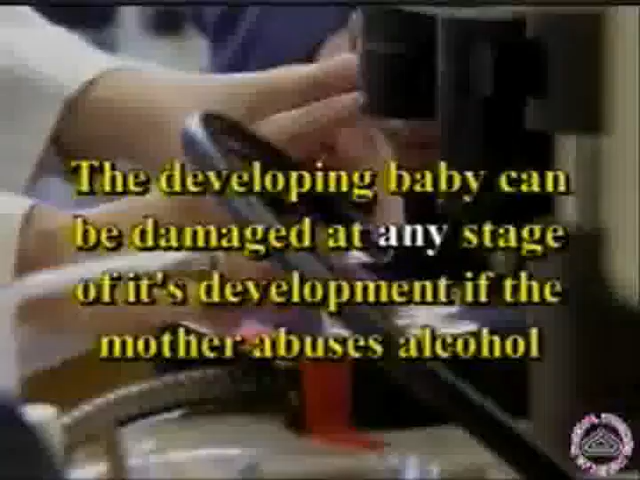 The developing baby can
be damaged at any stage
of it's development if the
mother abuses alcohol